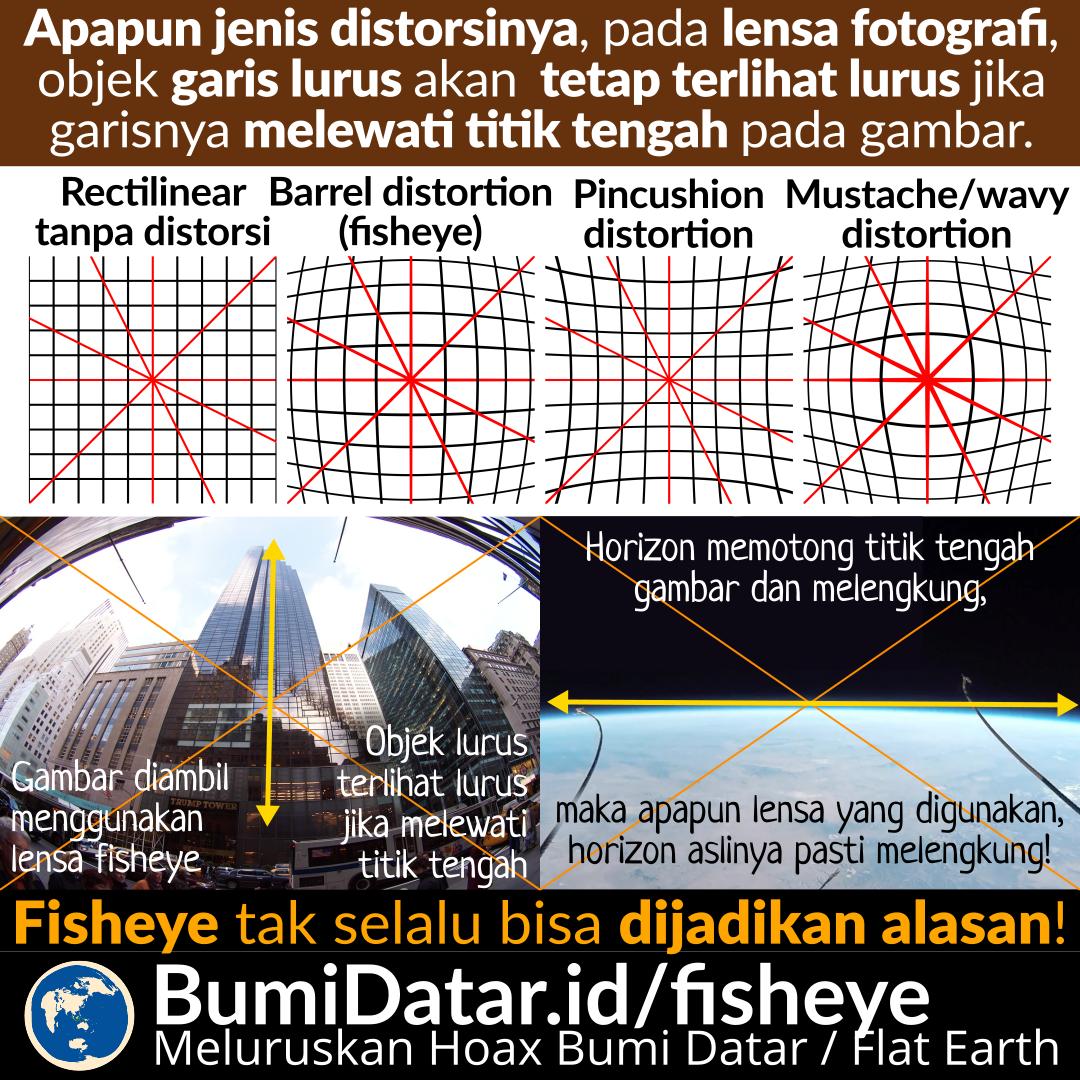 Apapun jenis distorsinya, pada lensa fotografi,
objek garis lurus akan tetap terlihat lurus jika
garisnya melewati titik tengah pada gambar.
Rectilinear
tanpa distorsi
Barrel distortion
(fisheye)
Pincushion
distortion
Mustache/wavy
distortion
Gambar diambil
menggunakan
lensa fisheye
TRUMP TOWER
Objek lurus
terlihat lurus
jika melewati
titik tengah
Horizon memotong titik tengah
gambar dan melengkung,
maka apapun lensa yang digunakan,
horizon aslinya pasti melengkung!
Fisheye tak selalu bisa dijadikan alasan!
BumiDatar.id/fisheye
Meluruskan Hoax Bumi Datar / Flat Earth